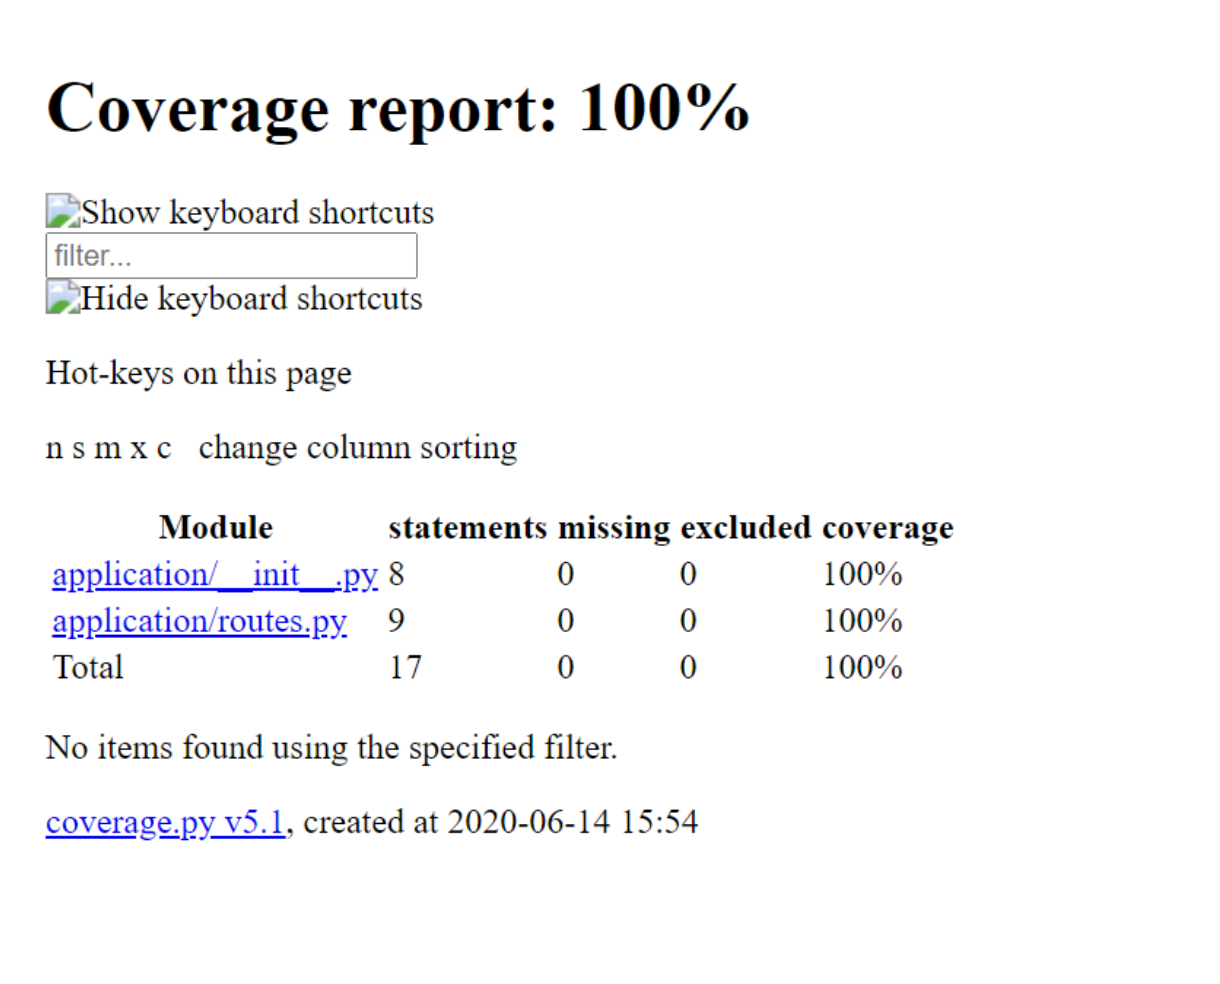 Coverage report: 100%
Show keyboard shortcuts
filter...
Hide keyboard shortcuts
Hot-keys on this page
n s m x c change column sorting
Module statements missing excluded coverage
application/__init__.py 8 0 0 100%
application/routes.py 9 0 0 100%
Total 17 0 0 100%
No items found using the specified filter.
coverage.py v5.1, created at 2020-06-14 15:54